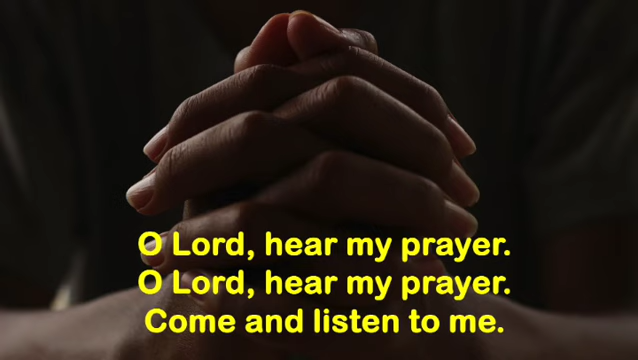 O Lord, hear my prayer.
O Lord, hear my prayer.
Come and listen to me.